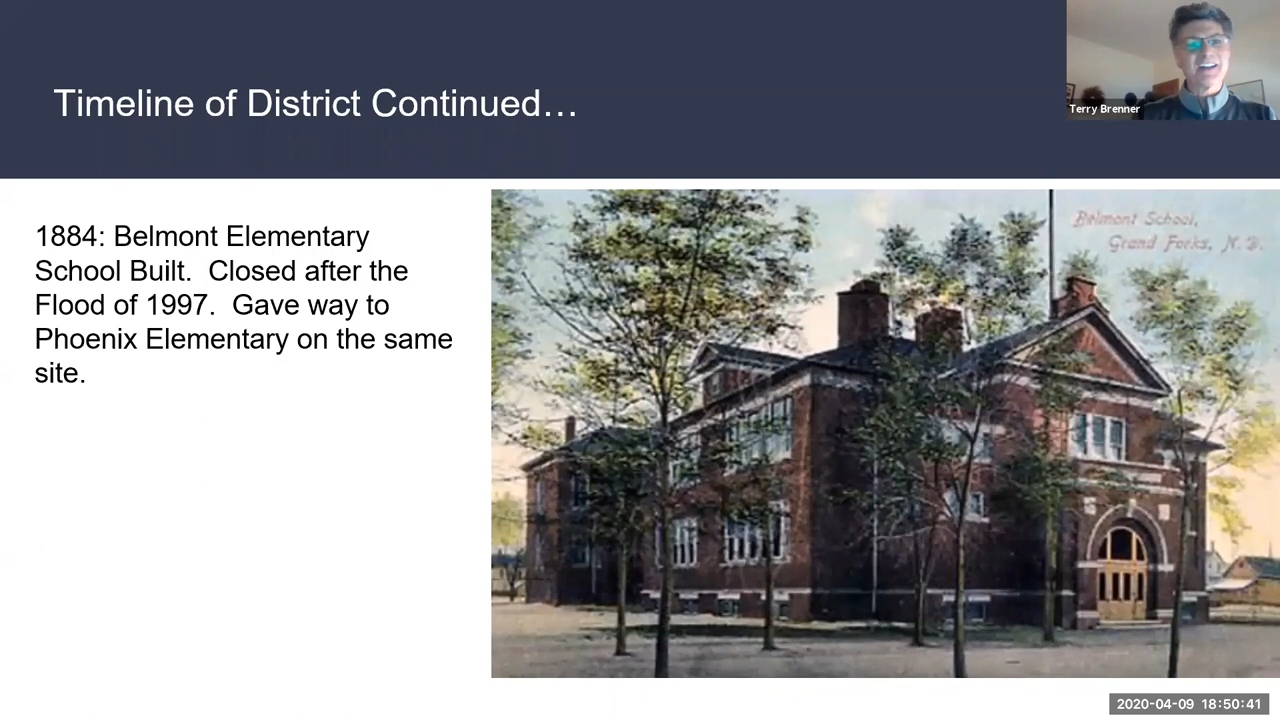 Timeline of District Continued…
Terry Brenner
1884: Belmont Elementary
School Built.  Closed after the
Flood of 1997.  Gave way to
Phoenix Elementary on the same
site.
Belmont School,
Grand Forks, N. D.
2020-04-09  18:50:41